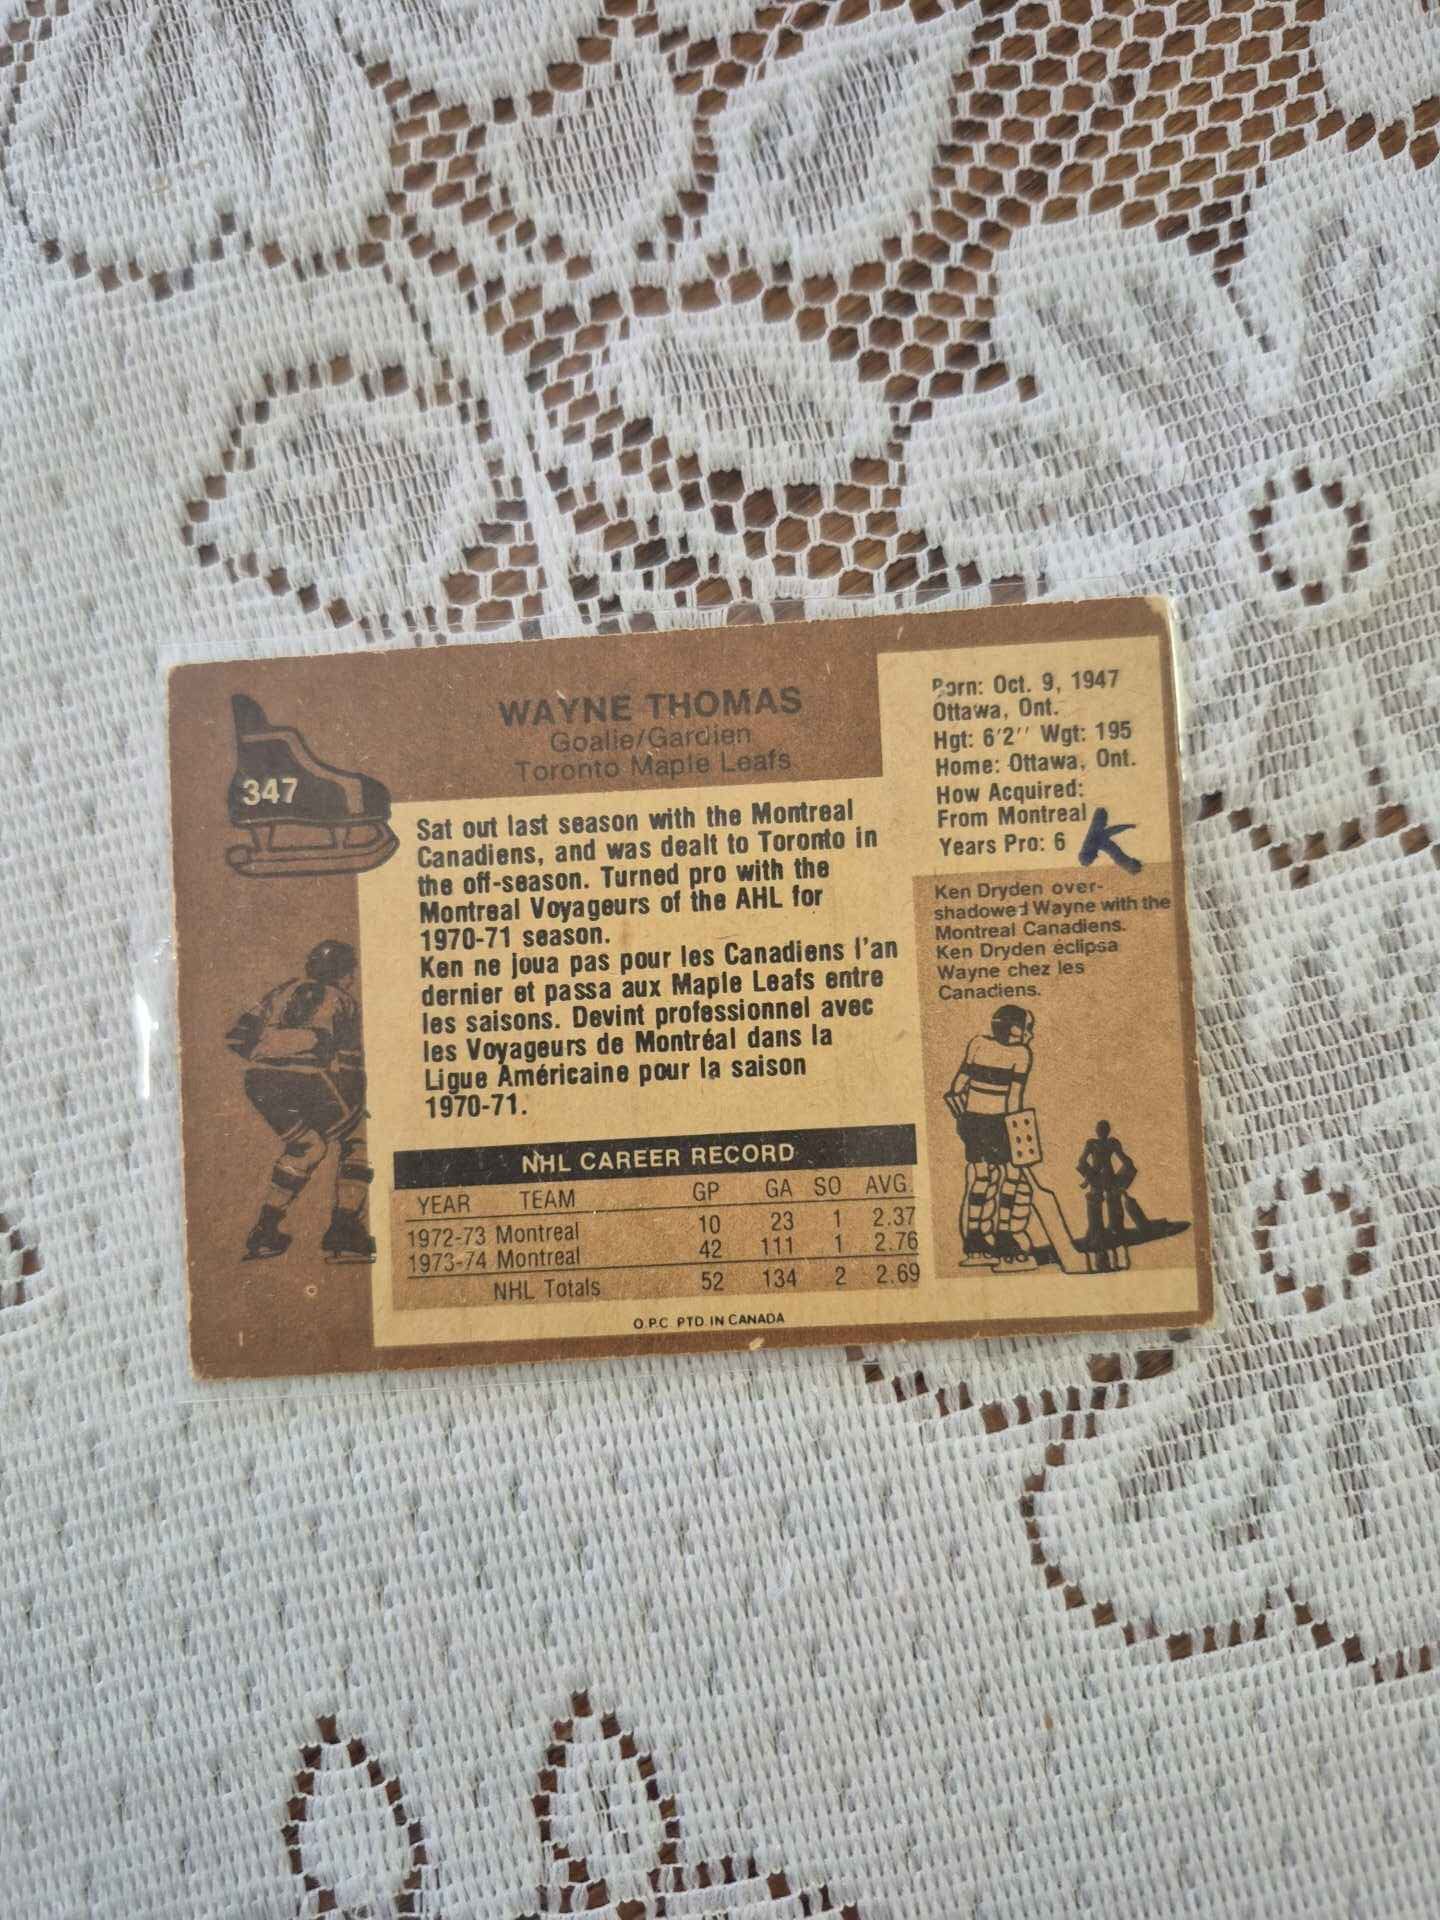 WAYNE THOMAS
Goalie/Gardien
Toronto Maple Leafs
347
Sat out last season with the Montreal
Canadiens, and was dealt to Toronto in
the off-season. Turned pro with the
Montreal Voyageurs of the AHL for
1970-71 season.
Ken ne joua pas pour les Canadiens l'an
dernier et passa aux Maple Leafs entre
les saisons. Devint professionnel avec
les Voyageurs de Montréal dans la
Ligue Américaine pour la saison
1970-71.
NHL CAREER RECORD
YEAR TEAM GP GA SO AVG.
1972-73 Montreal 10 23 1 2.37
1973-74 Montreal 42 111 1 2.76
NHL Totals 52 134 2 2.69
O.P.C. PTD. IN CANADA
Born: Oct. 9, 1947
Ottawa, Ont.
Hgt: 6'2'' Wgt: 195
Home: Ottawa, Ont.
How Acquired:
From Montreal
Years Pro: 6
K
Ken Dryden over-
shadowed Wayne with the
Montreal Canadiens.
Ken Dryden éclipsa
Wayne chez les
Canadiens.